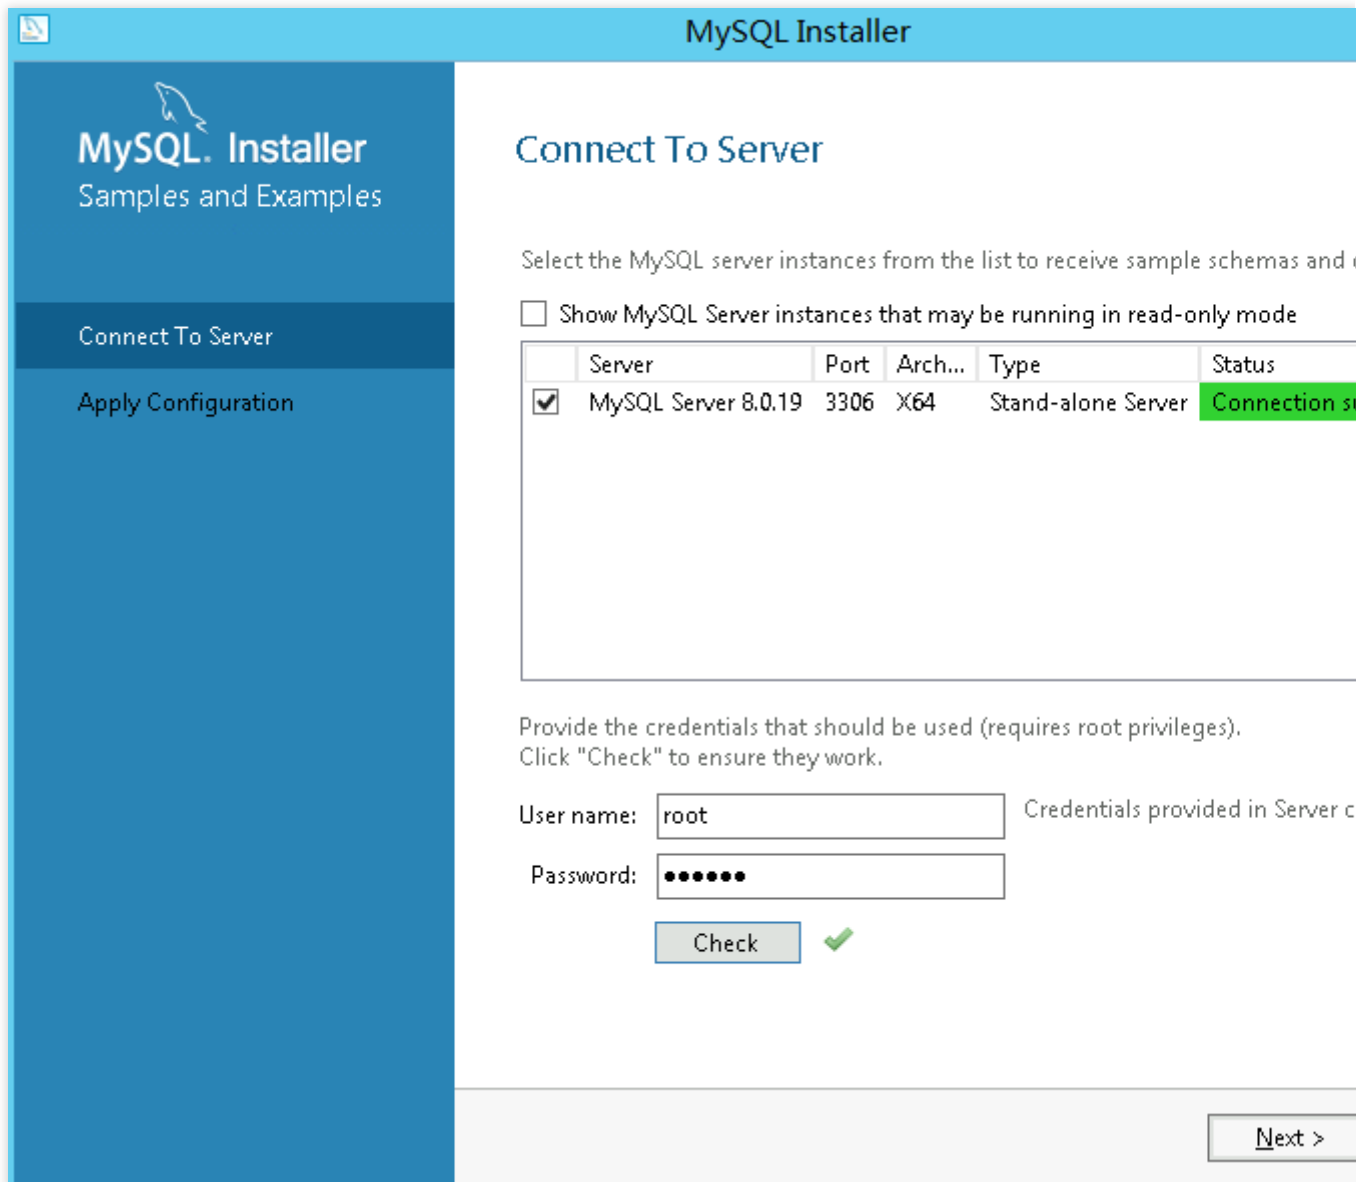 MySQL Installer
MySQL. Installer
Samples and Examples
Connect To Server
Apply Configuration
Connect To Server
Select the MySQL server instances from the list to receive sample schemas and
Show MySQL Server instances that may be running in read-only mode
Server Port Arch... Type Status
MySQL Server 8.0.19 3306 X64 Stand-alone Server Connection
Provide the credentials that should be used (requires root privileges).
Click "Check" to ensure they work.
User name: root Credentials provided in Server
Password: ●●●●●●
Check
Next >